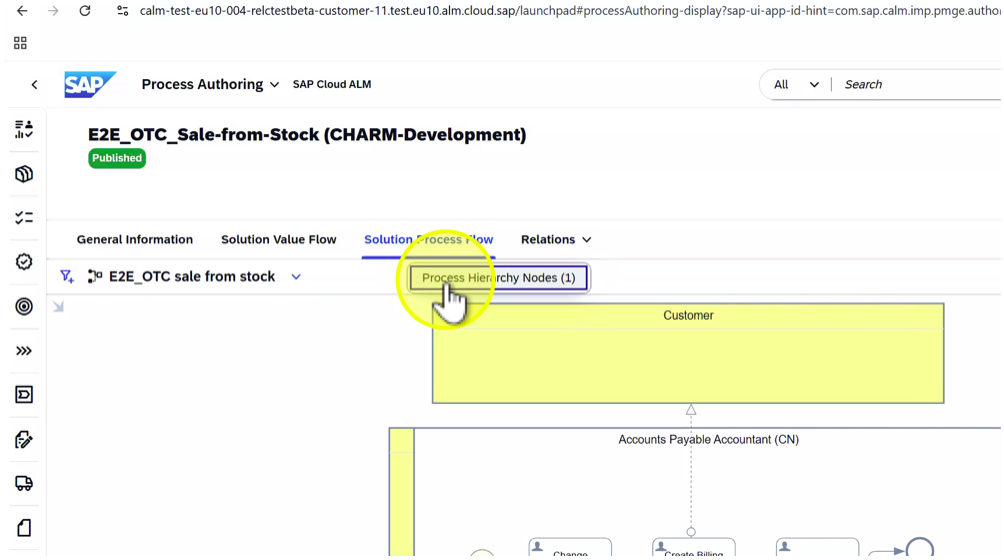 calm-test-eu10-004-relctestbeta-customer-11.test.eu10.alm.cloud.sap/launchpad#processAuthoring-display?sap-ui-app-id-hint=com.sap.calm.imp.pmge.autho
SAP Process Authoring SAP Cloud ALM All Search
E2E_OTC_Sale-from-Stock (CHARM-Development)
Published
General Information Solution Value Flow Solution Process Flow Relations
E2E_OTC sale from stock Process Hierarchy Nodes (1)
Customer
Accounts Payable Accountant (CN)
Change Create Billing